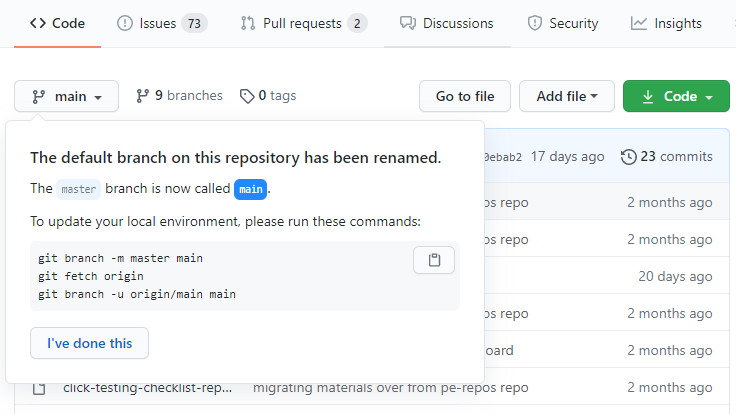 Code
Issues 73
Pull requests 2
Discussions
Security
Insights
main
9 branches
0 tags
Go to file
Add file
Code
The default branch on this repository has been renamed.
The master branch is now called main.
To update your local environment, please run these commands:
git branch -m master main
git fetch origin
git branch -u origin/main main
I've done this
9ebab2 17 days ago 23 commits
os repo 2 months ago
os repo 2 months ago
20 days ago
os repo 2 months ago
oard 2 months ago
click-testing-checklist-rep... migrating materials over from pe-repos repo 2 months ago